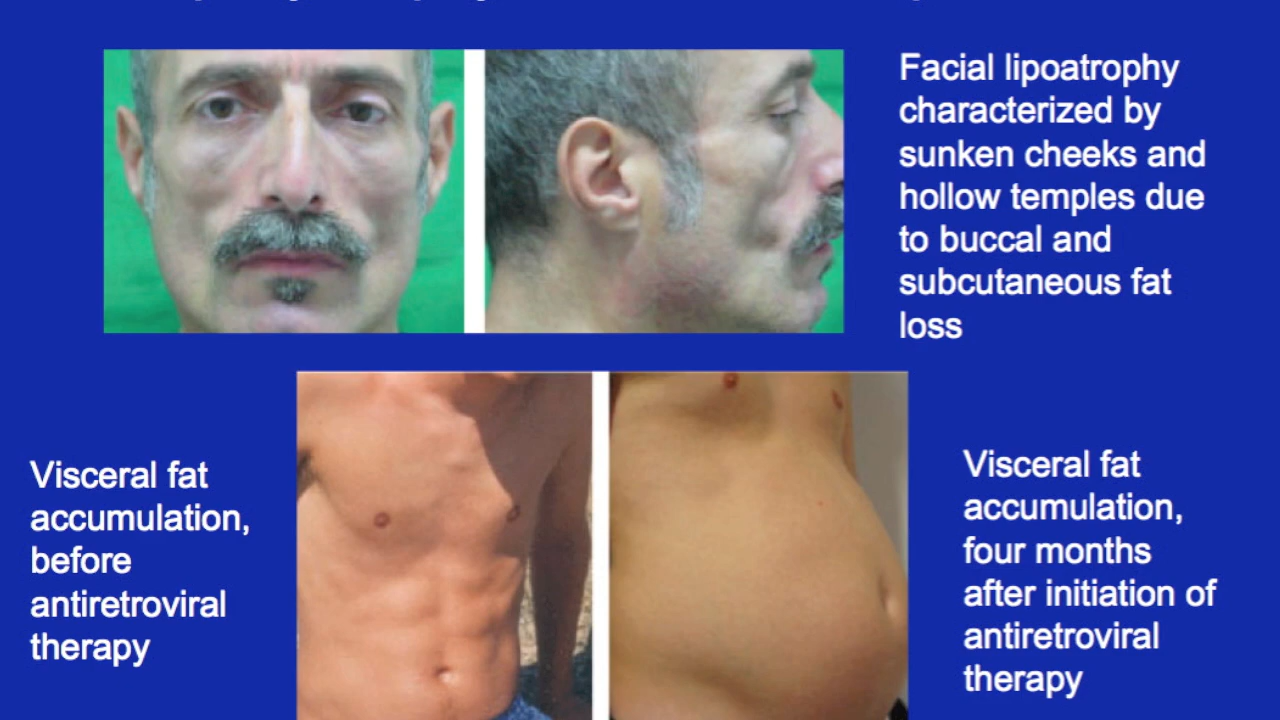 Facial lipoatrophy
characterized by
sunken cheeks and
hollow temples due
to buccal and
subcutaneous fat
loss
Visceral fat
accumulation,
before
antiretroviral
therapy
Visceral fat
accumulation,
four months
after initiation of
antiretroviral
therapy